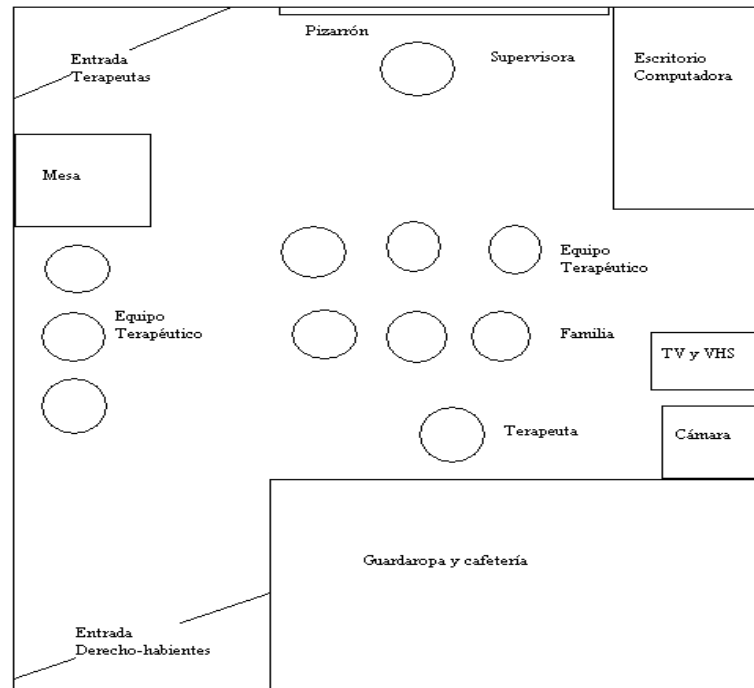 Pizarrón
Entrada
Terapeutas
Supervisora
Escritorio
Computadora
Mesa
Equipo
Terapéutico
Equipo
Terapéutico
Familia
TV y VHS
Terapeuta
Cámara
Guardaropa y cafetería
Entrada
Derecho-habientes